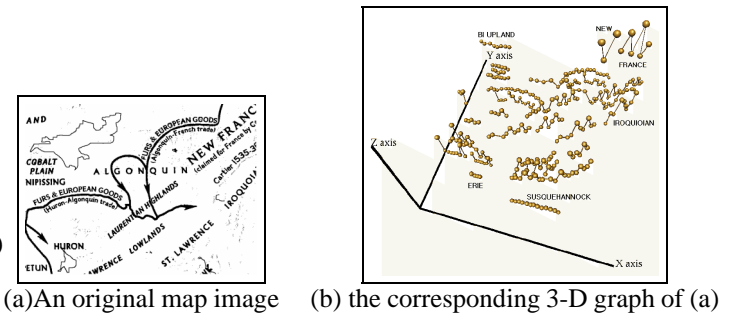 AND
FURS & EUROPEAN GOODS
(Algonquin-French trade)
NEW FRANC
(claimed for France by C
Cartier 1535-
COBALT
PLAIN
NIPISSING
ALGONQUIN
FURS & EUROPEAN GOODS
(Huron-Algonquin trade)
LAURENTIAN HIGHLANDS
IROQUOIA
HURON
ETUN
AWRENCE LOWLANDS
ST. LAWRENCE
(a)An original map image
BI UPLAND
NEW
FRANCE
Y axis
IROQUOIAN
Z axis
ERIE
SUSQUEHANNOCK
X axis
(b) the corresponding 3-D graph of (a)